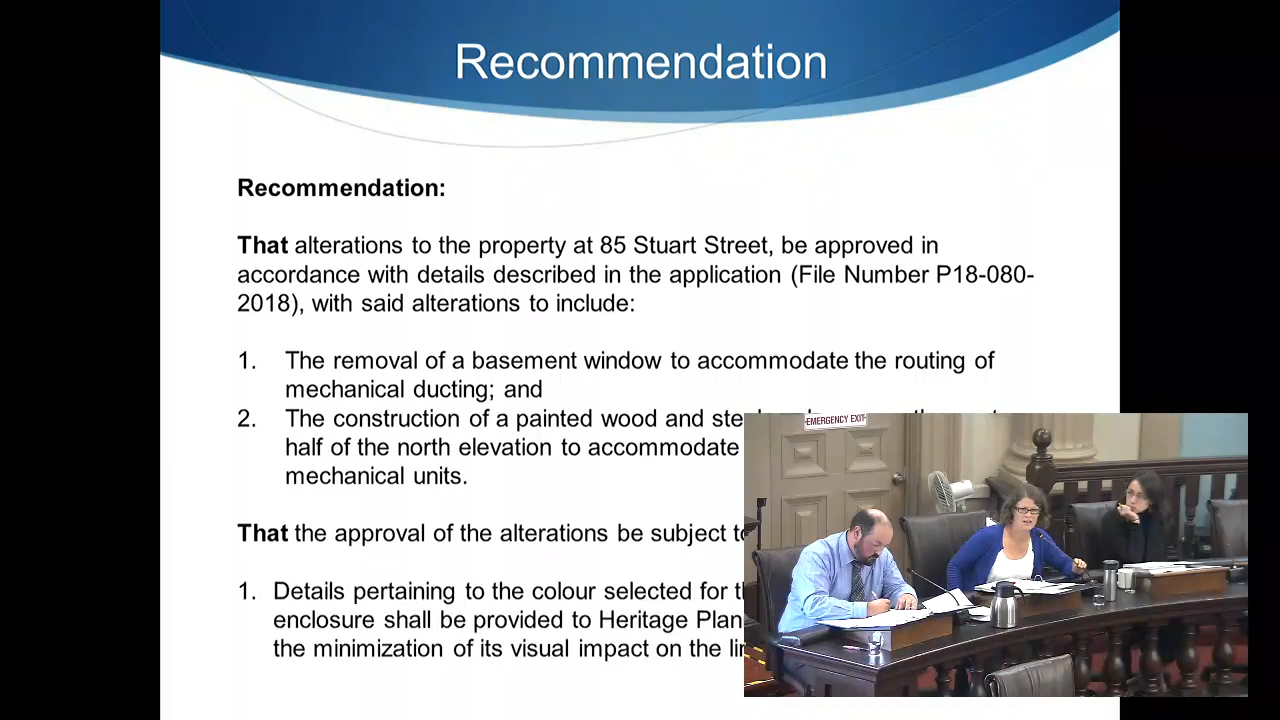 Recommendation
Recommendation:
That alterations to the property at 85 Stuart Street, be approved in
accordance with details described in the application (File Number P18-080-
2018), with said alterations to include:
1. The removal of a basement window to accommodate the routing of
mechanical ducting; and
2. The construction of a painted wood and
half of the north elevation to accommodate
mechanical units.
That the approval of the alterations be subject
1. Details pertaining to the colour selected for
enclosure shall be provided to Heritage
the minimization of its visual impact on the
EMERGENCY EXIT